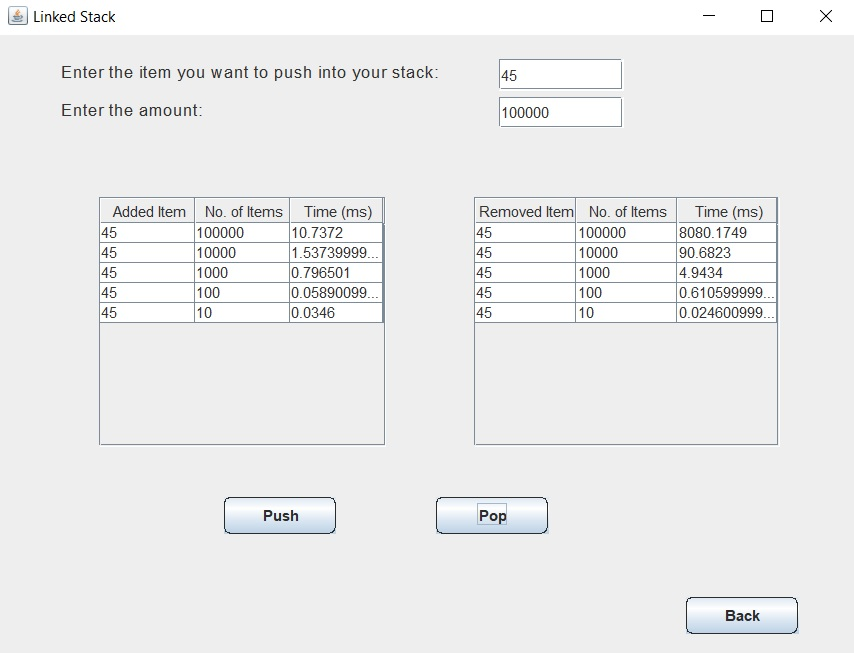 Linked Stack
Enter the item you want to push into your stack: 45
Enter the amount: 100000
Added Item No. of Items Time (ms)
45 100000 10.7372
45 10000 1.53739999...
45 1000 0.796501
45 100 0.05890099...
45 10 0.0346
Removed Item No. of Items Time (ms)
45 100000 8080.1749
45 10000 90.6823
45 1000 4.9434
45 100 0.610599999...
45 10 0.024600999...
Push
Pop
Back